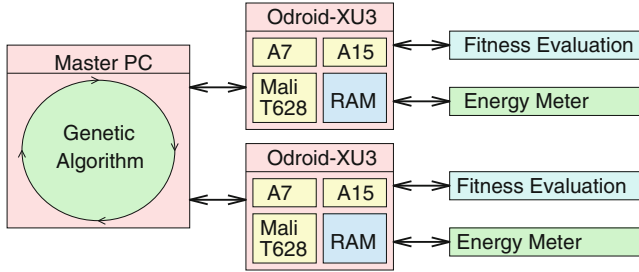 Master PC
Genetic
Algorithm
Odroid-XU3
A7
A15
Mali
T628
RAM
Fitness Evaluation
Energy Meter
Odroid-XU3
A7
A15
Mali
T628
RAM
Fitness Evaluation
Energy Meter